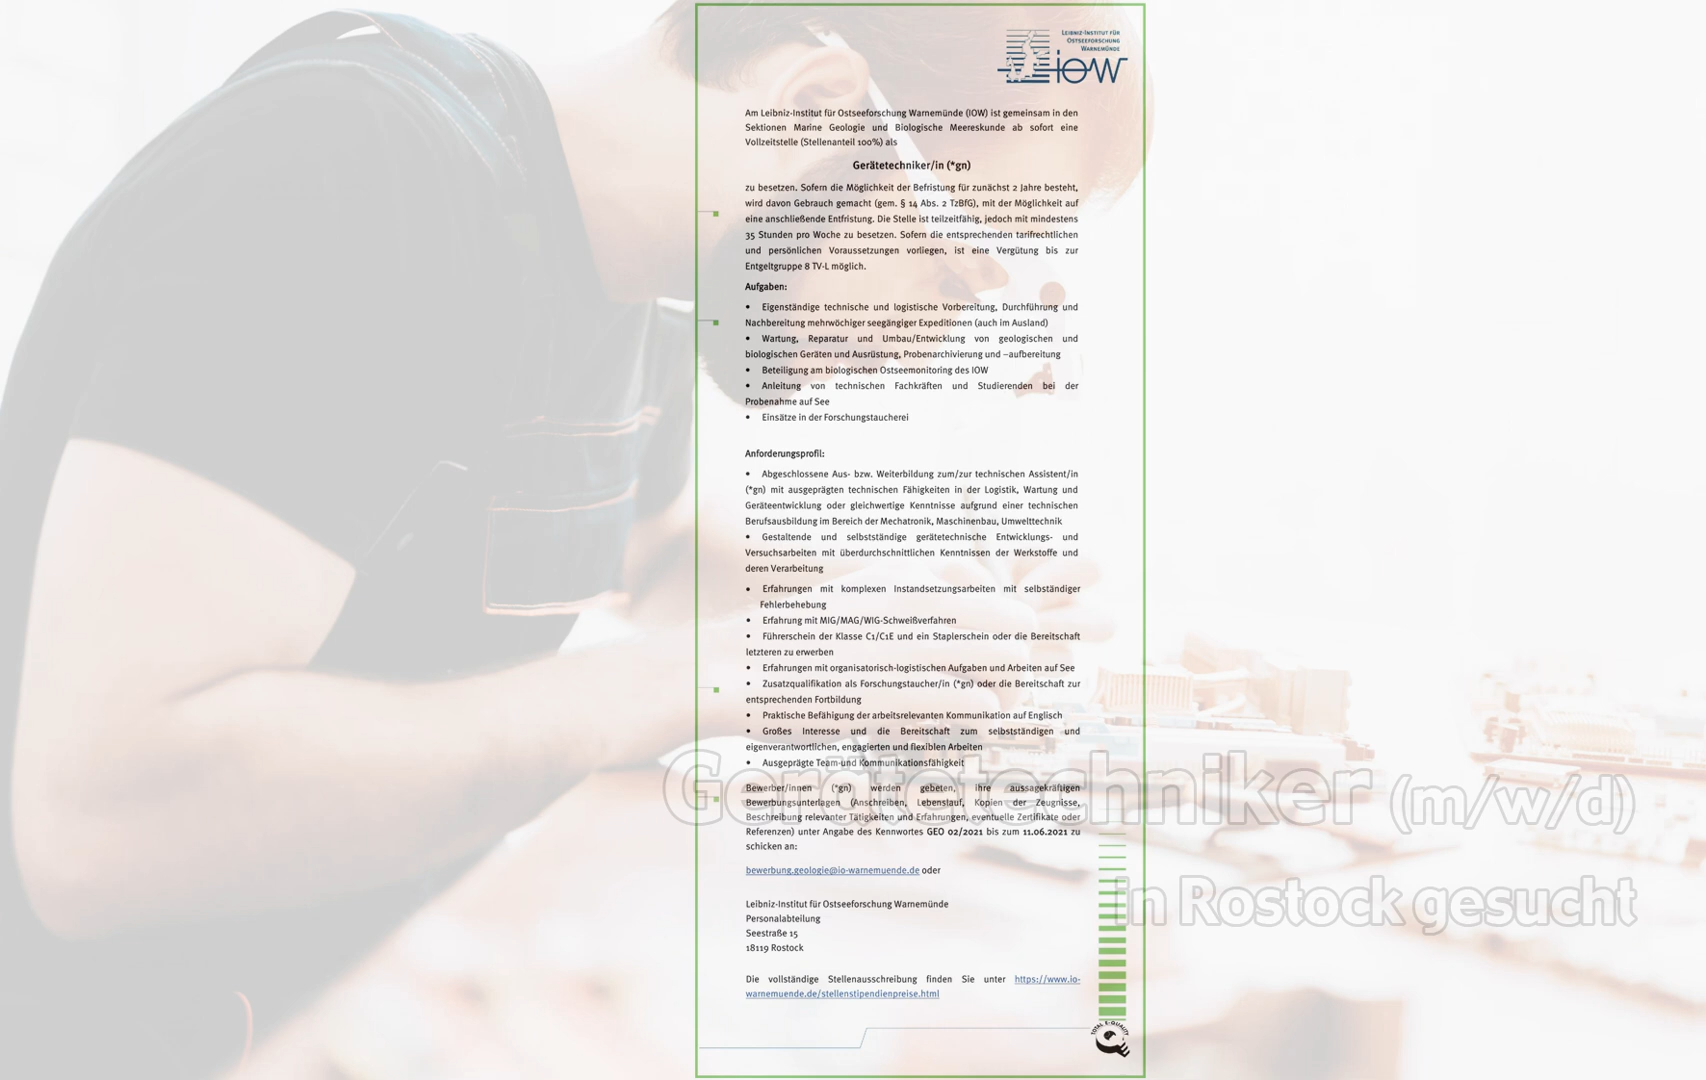 LEIBNIZ-INSTITUT FÜR
OSTSEEFORSCHUNG
WARNEMÜNDE
iow
Am Leibniz-Institut für Ostseeforschung Warnemünde (IOW) ist gemeinsam in den
Sektionen Marine Geologie und Biologische Meereskunde ab sofort eine
Vollzeitstelle (Stellenanteil 100%) als
Gerätetechniker/in (*gn)
zu besetzen. Sofern die Möglichkeit der Befristung für zunächst 2 Jahre besteht,
wird davon Gebrauch gemacht (gem. § 14 Abs. 2 TzBfG), mit der Möglichkeit auf
eine anschließende Entfristung. Die Stelle ist teilzeitfähig, jedoch mit mindestens
35 Stunden pro Woche zu besetzen. Sofern die entsprechenden tarifrechtlichen
und persönlichen Voraussetzungen vorliegen, ist eine Vergütung bis zur
Entgeltgruppe 8 TV-L möglich.
Aufgaben:
• Eigenständige technische und logistische Vorbereitung, Durchführung und
Nachbereitung mehrwöchiger seegängiger Expeditionen (auch im Ausland)
• Wartung, Reparatur und Umbau/Entwicklung von geologischen und
biologischen Geräten und Ausrüstung, Probenarchivierung und –aufbereitung
• Beteiligung am biologischen Ostseemonitoring des IOW
• Anleitung von technischen Fachkräften und Studierenden bei der
Probenahme auf See
• Einsätze in der Forschungstaucherei
Anforderungsprofil:
• Abgeschlossene Aus- bzw. Weiterbildung zum/zur technischen Assistent/in
(*gn) mit ausgeprägten technischen Fähigkeiten in der Logistik, Wartung und
Geräteentwicklung oder gleichwertige Kenntnisse aufgrund einer technischen
Berufsausbildung im Bereich der Mechatronik, Maschinenbau, Umwelttechnik
• Gestaltende und selbstständige gerätetechnische Entwicklungs- und
Versuchsarbeiten mit überdurchschnittlichen Kenntnissen der Werkstoffe und
deren Verarbeitung
• Erfahrungen mit komplexen Instandsetzungsarbeiten mit selbständiger
Fehlerbehebung
• Erfahrung mit MIG/MAG/WIG-Schweißverfahren
• Führerschein der Klasse C1/C1E und ein Staplerschein oder die Bereitschaft
letzteren zu erwerben
• Erfahrungen mit organisatorisch-logistischen Aufgaben und Arbeiten auf See
• Zusatzqualifikation als Forschungstaucher/in (*gn) oder die Bereitschaft zur
entsprechenden Fortbildung
• Praktische Befähigung der arbeitsrelevanten Kommunikation auf Englisch
• Großes Interesse und die Bereitschaft zum selbstständigen und
eigenverantwortlichen, engagierten und flexiblen Arbeiten
• Ausgeprägte Team-und Kommunikationsfähigkeit
Bewerber/innen (*gn) werden gebeten, ihre aussagekräftigen
Bewerbungsunterlagen (Anschreiben, Lebenslauf, Kopien der Zeugnisse,
Beschreibung relevanter Tätigkeiten und Erfahrungen, eventuelle Zertifikate oder
Referenzen) unter Angabe des Kennwortes GEO 02/2021 bis zum 11.06.2021 zu
schicken an:
bewerbung.geologie@io-warnemuende.de oder
Leibniz-Institut für Ostseeforschung Warnemünde
Personalabteilung
Seestraße 15
18119 Rostock
Die vollständige Stellenausschreibung finden Sie unter https://www.io-
warnemuende.de/stellenstipendienpreise.html
TOTAL E-QUALITY
Gerätetechniker (m/w/d)
in Rostock gesucht